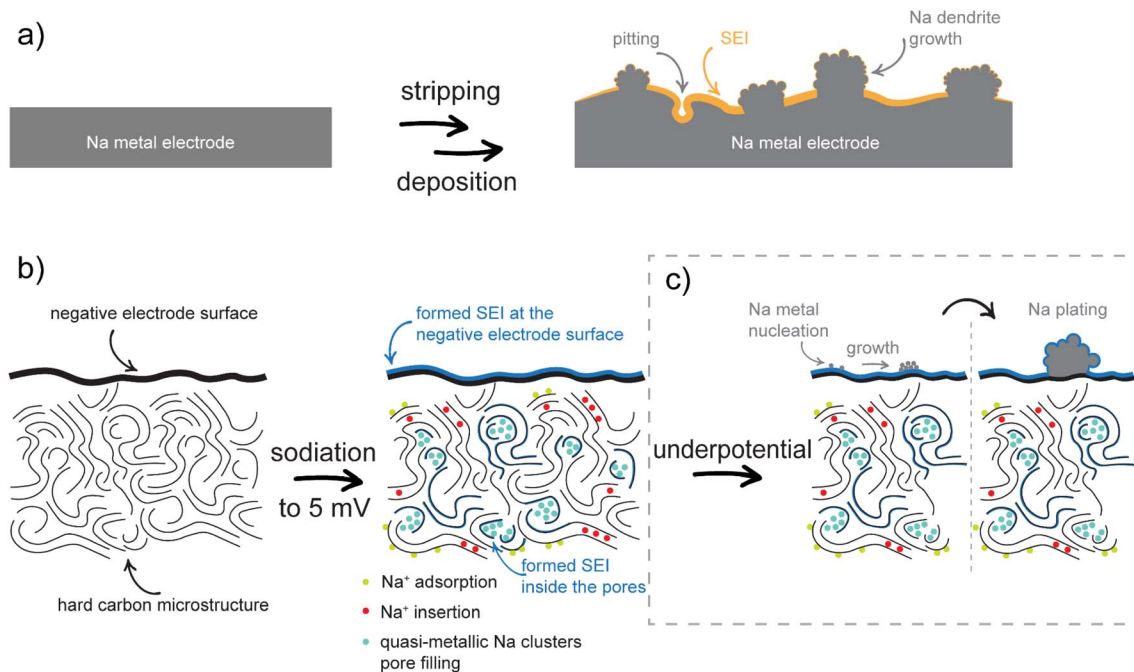 a)
Na metal electrode
stripping
deposition
pitting
SEI
Na dendrite
growth
Na metal electrode
b)
negative electrode surface
hard carbon microstructure
sodiation
to 5 mV
formed SEI at the
negative electrode surface
formed SEI
inside the pores
Na⁺ adsorption
Na⁺ insertion
quasi-metallic Na clusters
pore filling
underpotential
c)
Na metal
nucleation
growth
Na plating